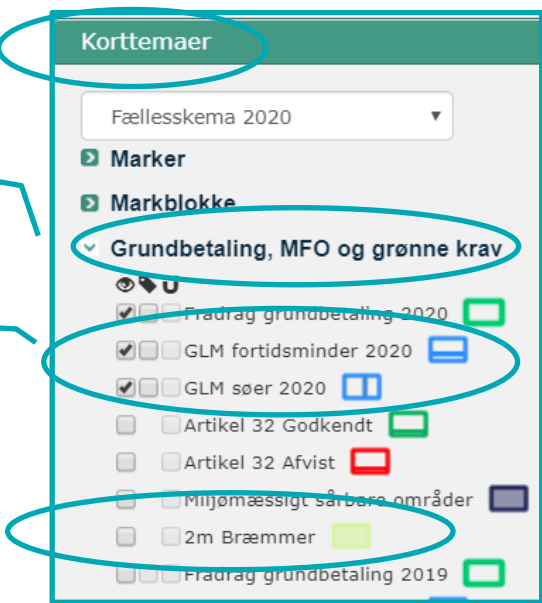 Korttemaer
Fællesskema 2020
Marker
Markblokke
Grundbetaling, MFO og grønne krav
Fradrag grundbetaling 2020
GLM fortidsminder 2020
GLM søer 2020
Artikel 32 Godkendt
Artikel 32 Afvist
Miljømæssigt sårbare områder
2m Bræmmer
Fradrag grundbetaling 2019